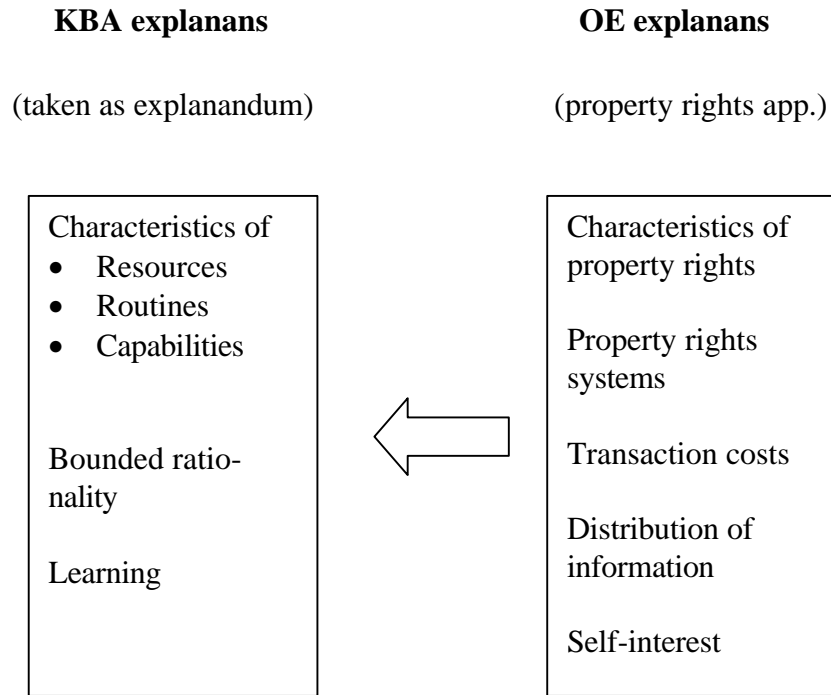 KBA explanans
(taken as explanandum)
Characteristics of
• Resources
• Routines
• Capabilities
Bounded ratio-
nality
Learning
OE explanans
(property rights app.)
Characteristics of
property rights
Property rights
systems
Transaction costs
Distribution of
information
Self-interest